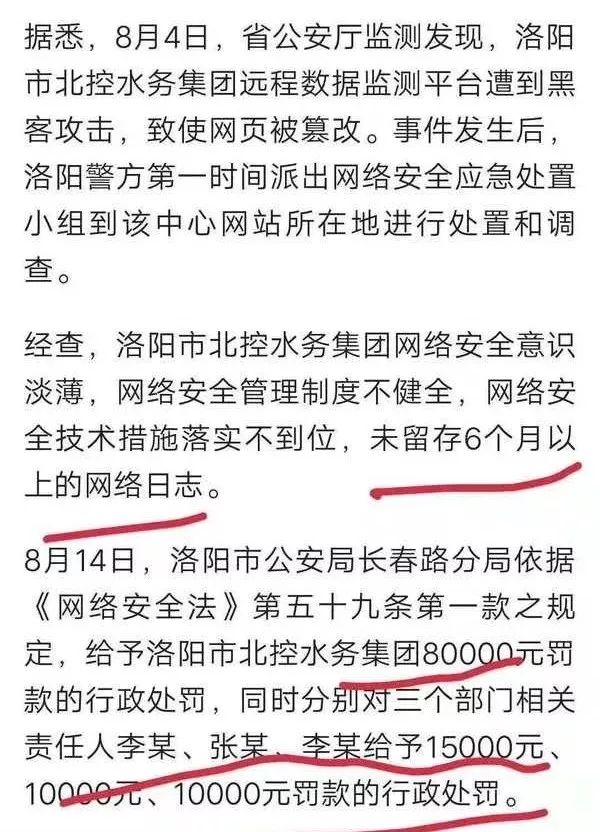 据悉，8月4日，省公安厅监测发现，洛阳
市北控水务集团远程数据监测平台遭到黑
客攻击，致使网页被篡改。事件发生后，
洛阳警方第一时间派出网络安全应急处置
小组到该中心网站所在地进行处置和调
查。
经查，洛阳市北控水务集团网络安全意识
淡薄，网络安全管理制度不健全，网络安
全技术措施落实不到位，未留存6个月以
上的网络日志。
8月14日，洛阳市公安局长春路分局依据
《网络安全法》第五十九条第一款之规
定，给予洛阳市北控水务集团80000元罚
款的行政处罚，同时分别对三个部门相关
责任人李某、张某、李某给予15000元、
10000元、10000元罚款的行政处罚。